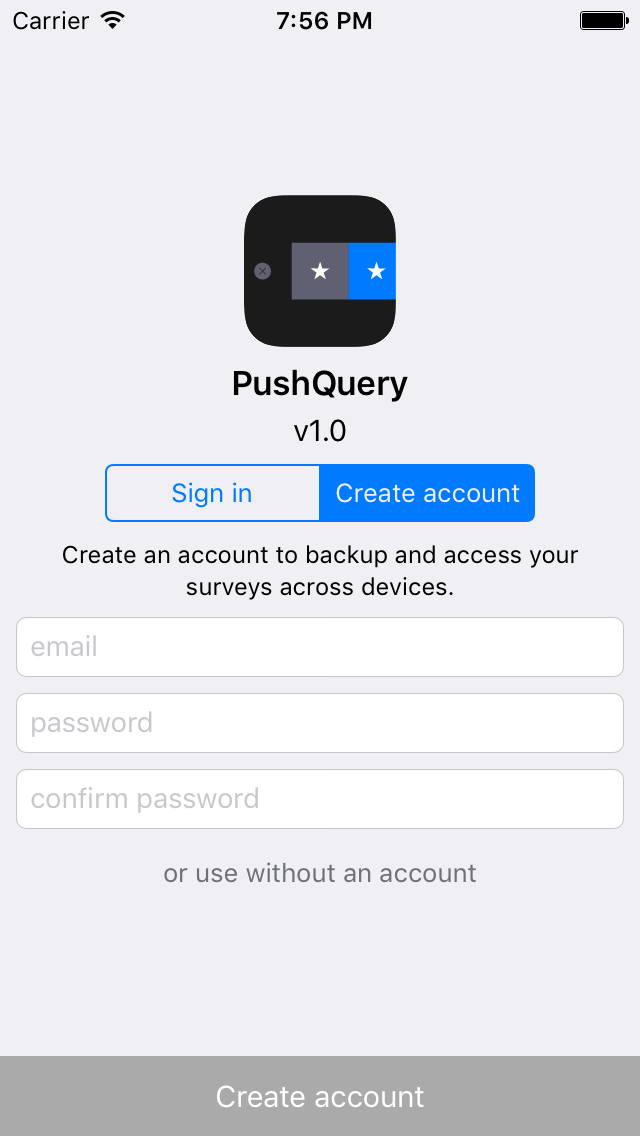 Carrier 7:56 PM
PushQuery
v1.0
Sign in Create account
Create an account to backup and access your
surveys across devices.
email
password
confirm password
or use without an account
Create account